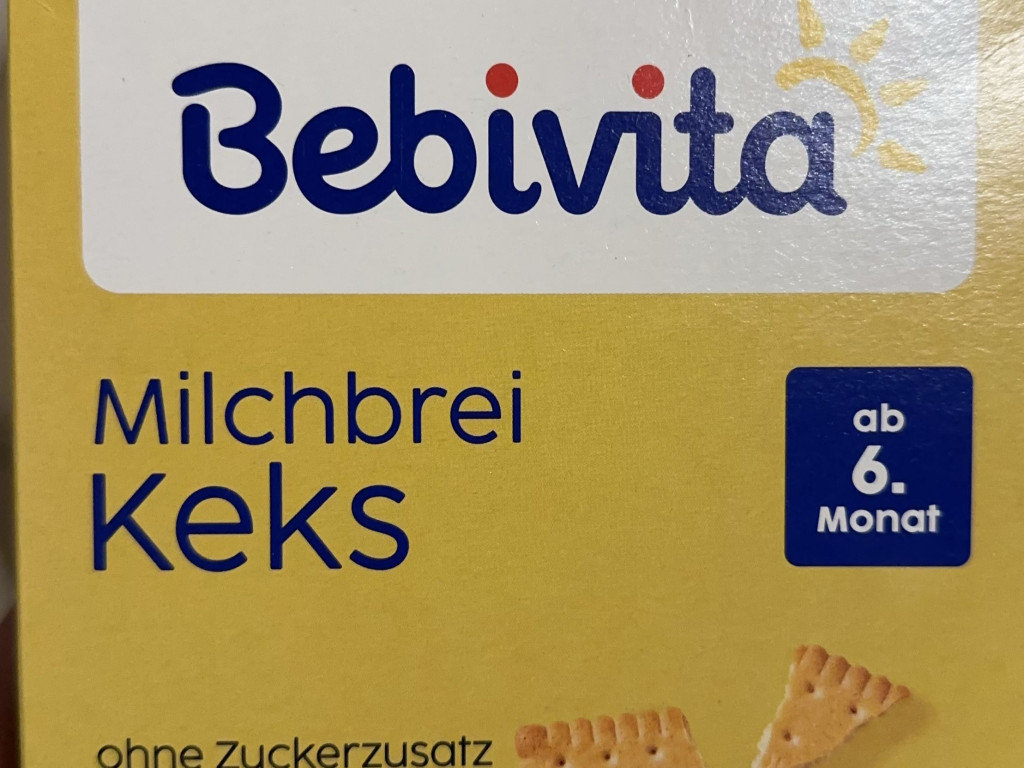 Bebivita
Milchbrei
Keks
ab
6.
Monat
ohne Zuckerzusatz